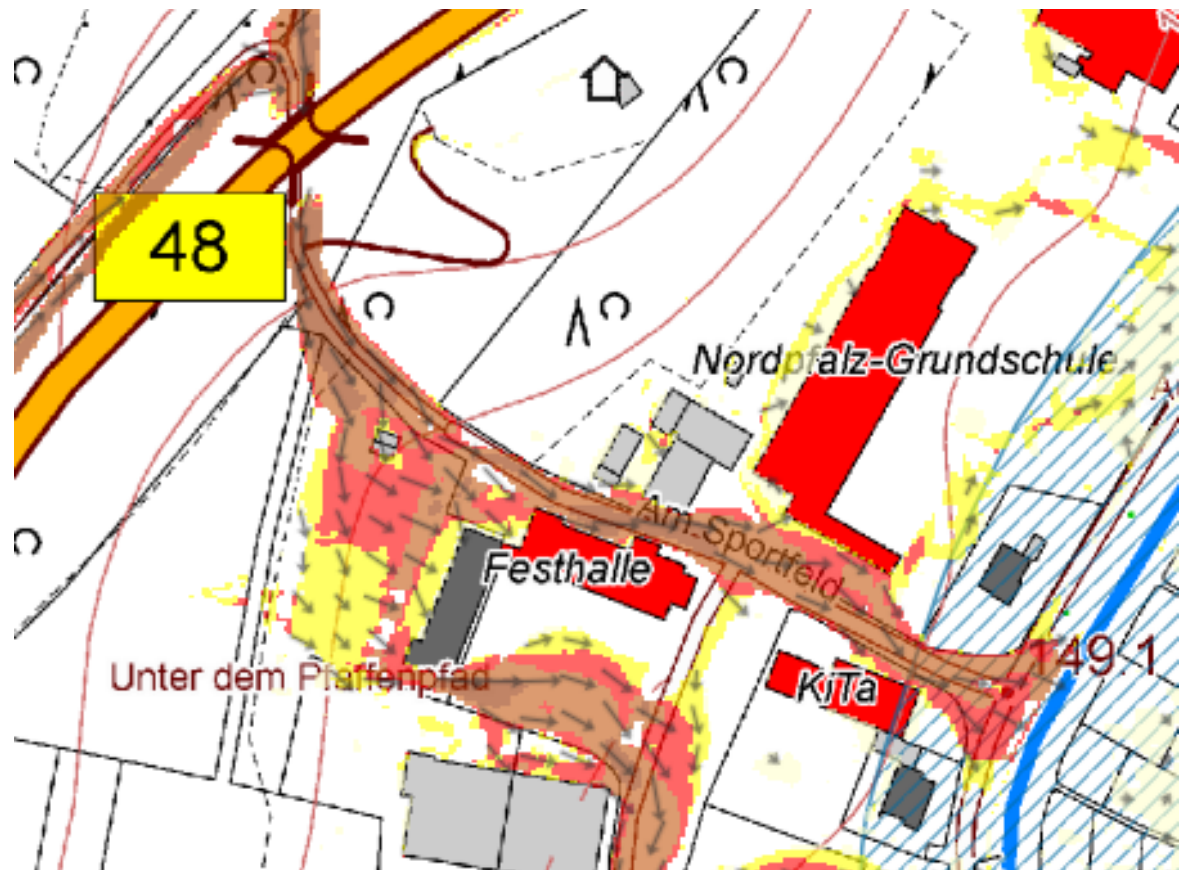 48
Nordpfalz-Grundschule
Am Sportfeld
Festhalle
149.1
Unter dem Pfaffenpfad
KiTa